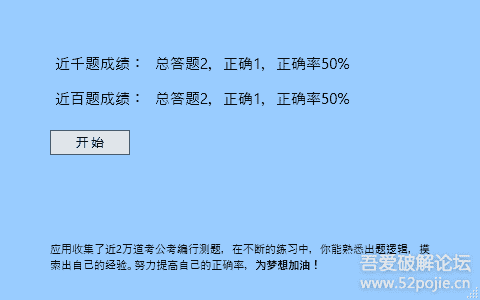 近千题成绩： 总答题2，正确1，正确率50%
近百题成绩： 总答题2，正确1，正确率50%
开始
应用收集了近2万道考公考编行测题，在不断的练习中，你能熟悉出题逻辑，摸
索出自己的经验。努力提高自己的正确率，为梦想加油！
吾爱破解论坛
www.52pojie.cn